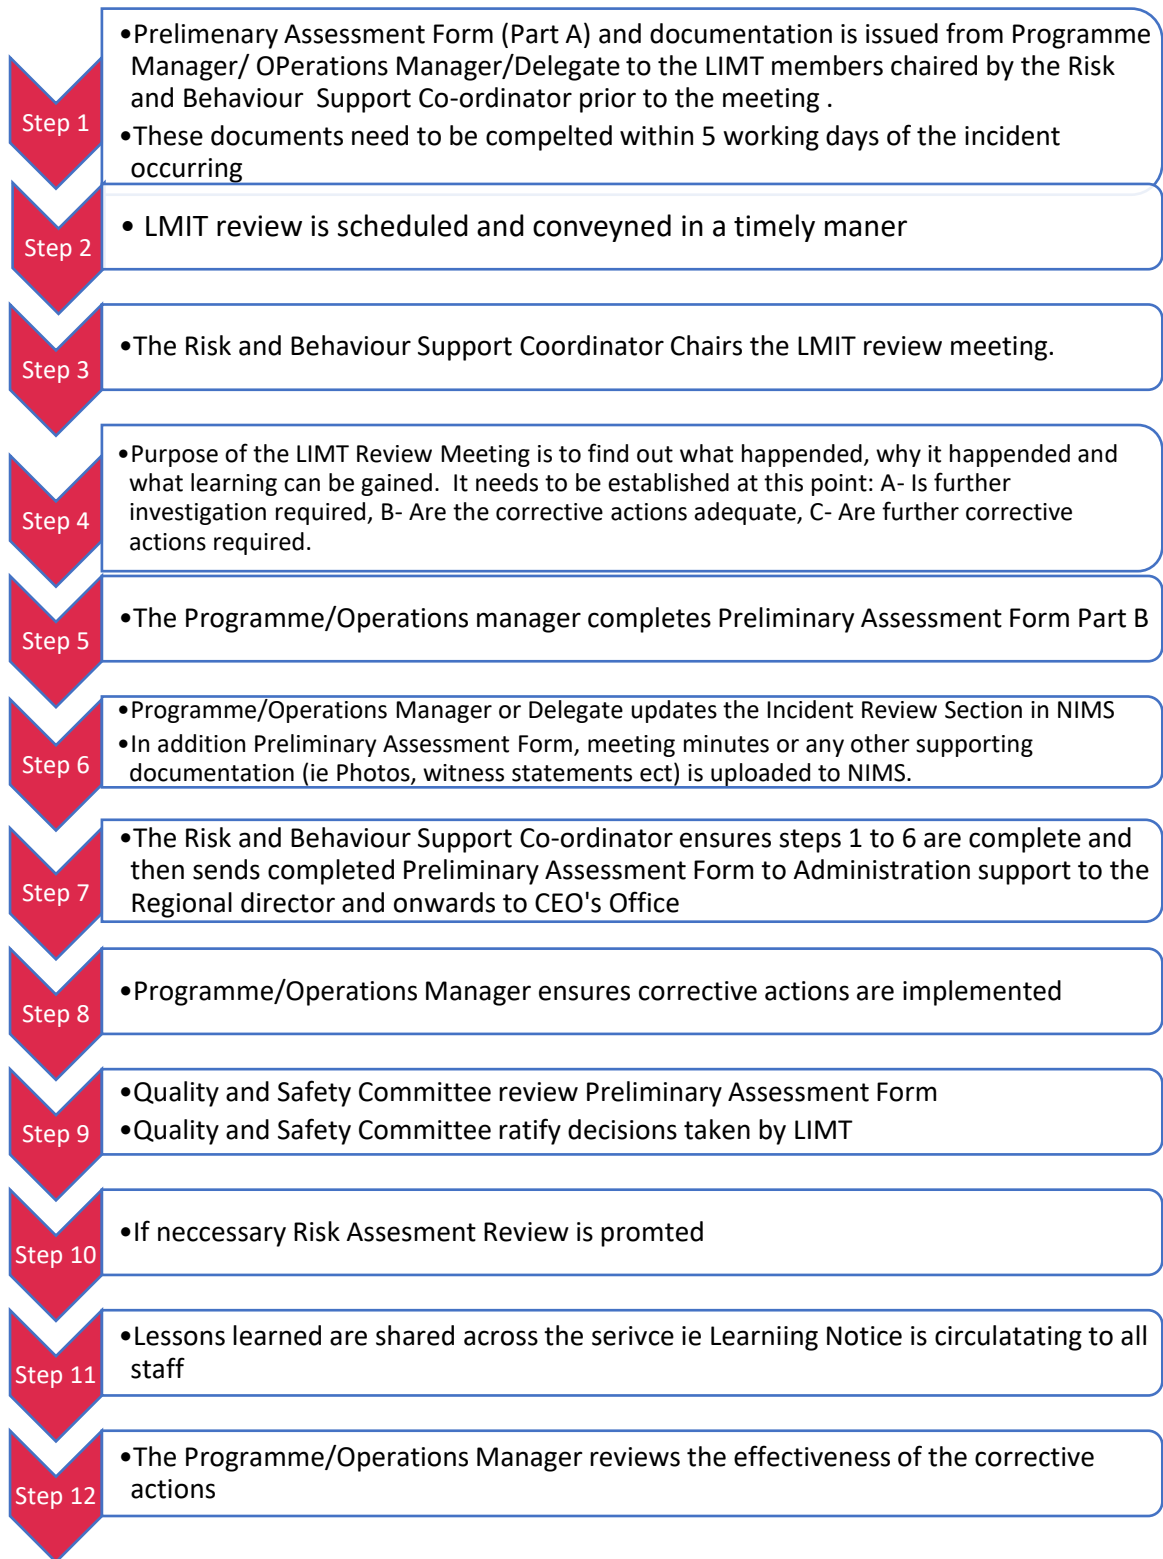 Step 1
•Prelimenary Assessment Form (Part A) and documentation is issued from Programme
Manager/ OPerations Manager/Delegate to the LIMT members chaired by the Risk
and Behaviour Support Co-ordinator prior to the meeting .
•These documents need to be compelted within 5 working days of the incident
occurring
Step 2
• LMIT review is scheduled and conveyned in a timely maner
Step 3
•The Risk and Behaviour Support Coordinator Chairs the LMIT review meeting.
Step 4
•Purpose of the LIMT Review Meeting is to find out what happended, why it happended and
what learning can be gained. It needs to be established at this point: A- Is further
investigation required, B- Are the corrective actions adequate, C- Are further corrective
actions required.
Step 5
•The Programme/Operations manager completes Preliminary Assessment Form Part B
Step 6
•Programme/Operations Manager or Delegate updates the Incident Review Section in NIMS
•In addition Preliminary Assessment Form, meeting minutes or any other supporting
documentation (ie Photos, witness statements ect) is uploaded to NIMS.
Step 7
•The Risk and Behaviour Support Co-ordinator ensures steps 1 to 6 are complete and
then sends completed Preliminary Assessment Form to Administration support to the
Regional director and onwards to CEO's Office
Step 8
•Programme/Operations Manager ensures corrective actions are implemented
Step 9
•Quality and Safety Committee review Preliminary Assessment Form
•Quality and Safety Committee ratify decisions taken by LIMT
Step 10
•If neccessary Risk Assesment Review is promted
Step 11
•Lessons learned are shared across the serivce ie Learniing Notice is circulatating to all
staff
Step 12
•The Programme/Operations Manager reviews the effectiveness of the corrective
actions